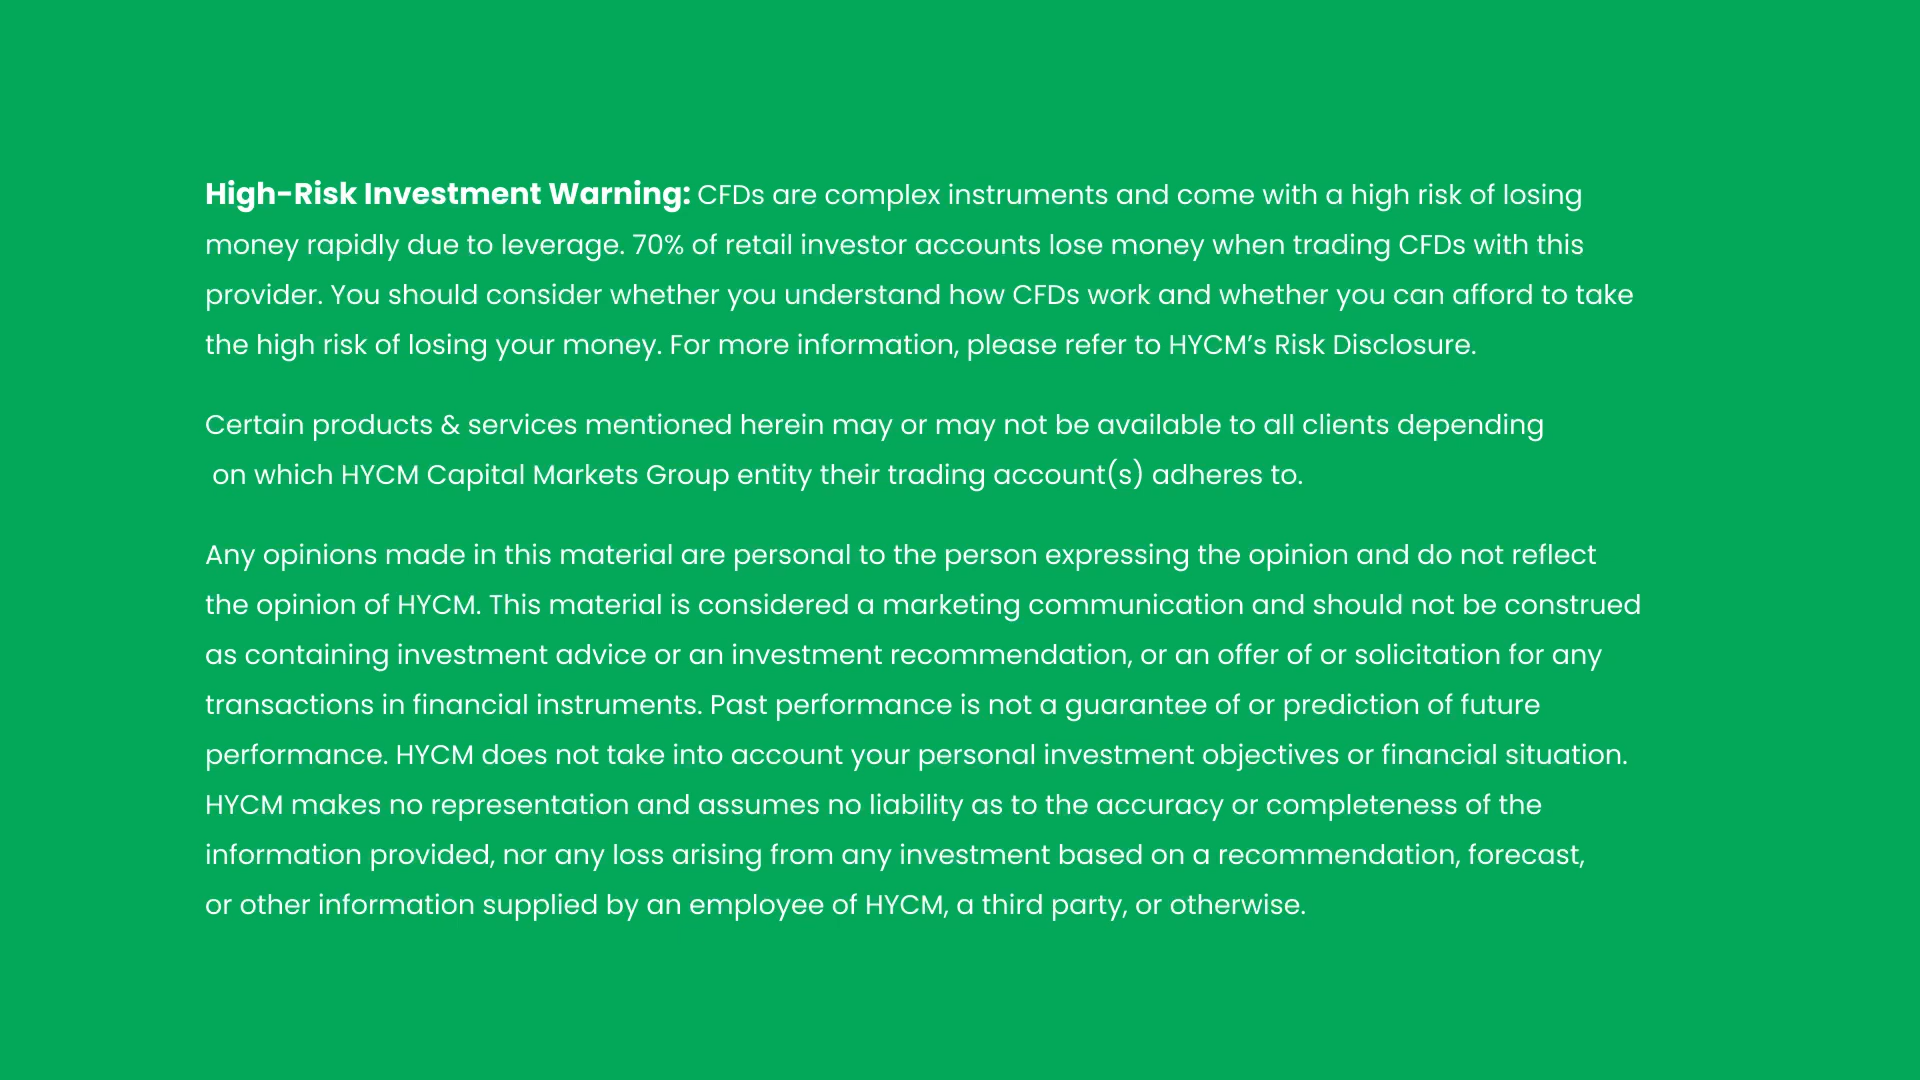 High-Risk Investment Warning: CFDs are complex instruments and come with a high risk of losing
money rapidly due to leverage. 70% of retail investor accounts lose money when trading CFDs with this
provider. You should consider whether you understand how CFDs work and whether you can afford to take
the high risk of losing your money. For more information, please refer to HYCM’s Risk Disclosure.
Certain products & services mentioned herein may or may not be available to all clients depending
on which HYCM Capital Markets Group entity their trading account(s) adheres to.
Any opinions made in this material are personal to the person expressing the opinion and do not reflect
the opinion of HYCM. This material is considered a marketing communication and should not be construed
as containing investment advice or an investment recommendation, or an offer of or solicitation for any
transactions in financial instruments. Past performance is not a guarantee of or prediction of future
performance. HYCM does not take into account your personal investment objectives or financial situation.
HYCM makes no representation and assumes no liability as to the accuracy or completeness of the
information provided, nor any loss arising from any investment based on a recommendation, forecast,
or other information supplied by an employee of HYCM, a third party, or otherwise.